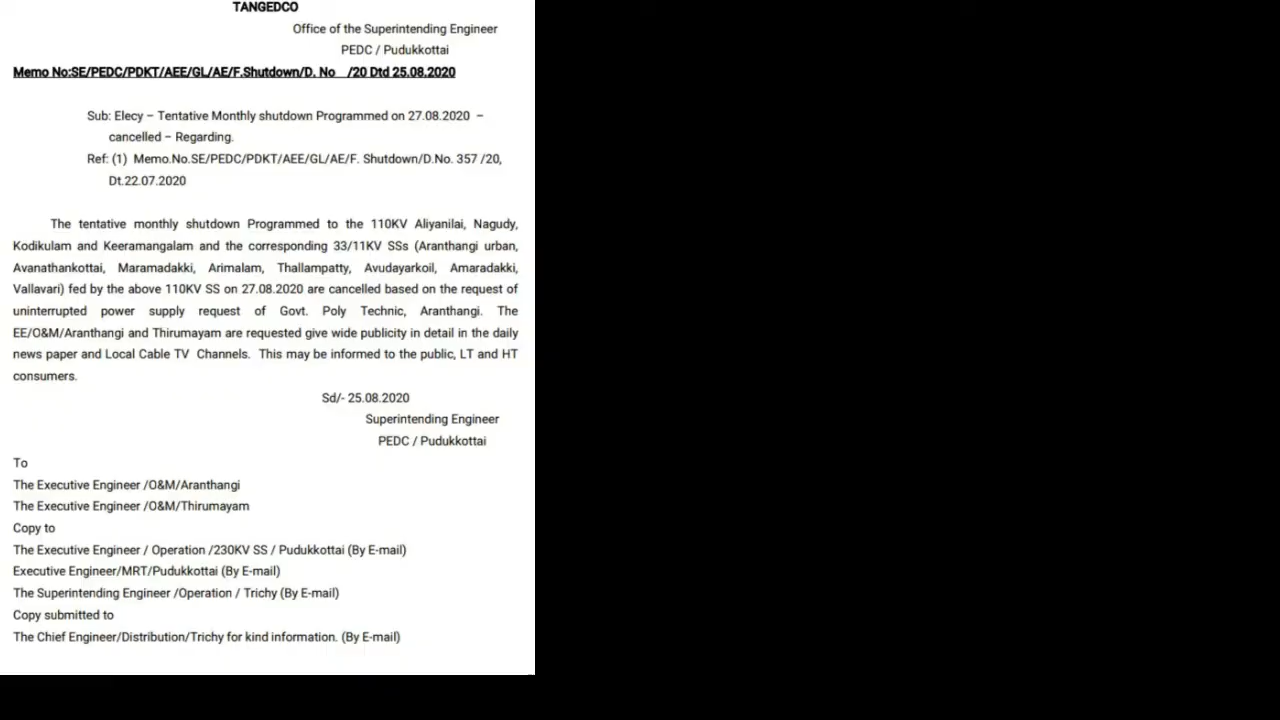 TANGEDCO
Office of the Superintending Engineer
PEDC / Pudukkottai
Memo No:SE/PEDC/PDKT/AEE/GL/AE/F.Shutdown/D. No /20 Dtd 25.08.2020
Sub: Elecy – Tentative Monthly shutdown Programmed on 27.08.2020 –
cancelled – Regarding.
Ref: (1) Memo.No.SE/PEDC/PDKT/AEE/GL/AE/F. Shutdown/D.No. 357 /20,
Dt.22.07.2020
The tentative monthly shutdown Programmed to the 110KV Aliyanilai, Nagudy,
Kodikulam and Keeramangalam and the corresponding 33/11KV SSs (Aranthangi urban,
Avanathankottai, Maramadakki, Arimalam, Thallampatty, Avudayarkoil, Amaradakki,
Vallavari) fed by the above 110KV SS on 27.08.2020 are cancelled based on the request of
uninterrupted power supply request of Govt. Poly Technic, Aranthangi. The
EE/O&M/Aranthangi and Thirumayam are requested give wide publicity in detail in the daily
news paper and Local Cable TV Channels. This may be informed to the public, LT and HT
consumers.
Sd/- 25.08.2020
Superintending Engineer
PEDC / Pudukkottai
To
The Executive Engineer /O&M/Aranthangi
The Executive Engineer /O&M/Thirumayam
Copy to
The Executive Engineer / Operation /230KV SS / Pudukkottai (By E-mail)
Executive Engineer/MRT/Pudukkottai (By E-mail)
The Superintending Engineer /Operation / Trichy (By E-mail)
Copy submitted to
The Chief Engineer/Distribution/Trichy for kind information. (By E-mail)